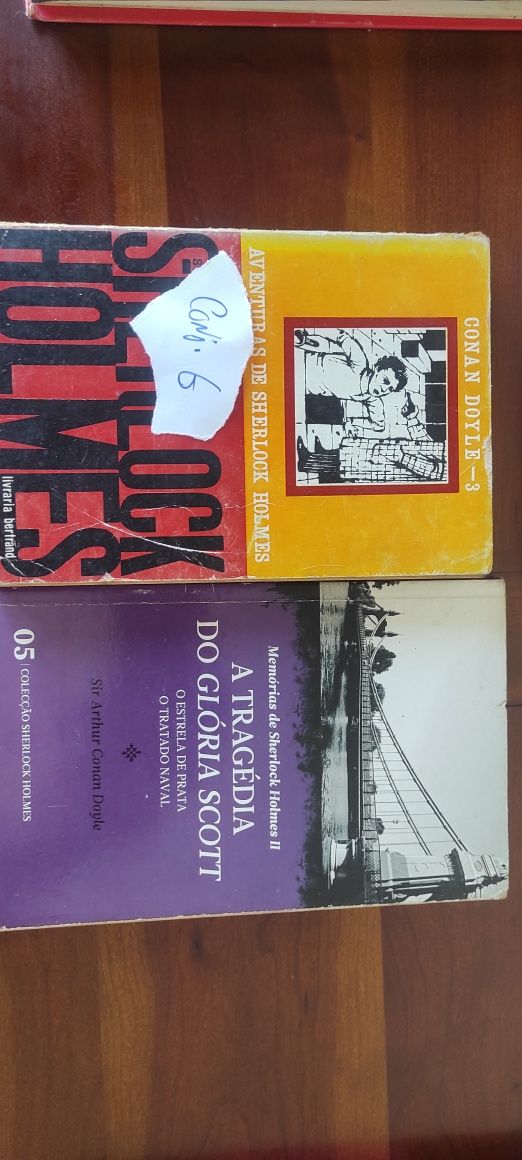 CONAN DOYLE—3
AVENTURAS DE SHERLOCK HOLMES
Conj. 6
SHERLOCK
HOLMES
livraria bertrand
Memórias de Sherlock Holmes II
A TRAGÉDIA
DO GLÓRIA SCOTT
O ESTRELA DE PRATA
O TRATADO NAVAL
Sir Arthur Conan Doyle
05 | COLECÇÃO SHERLOCK HOLMES